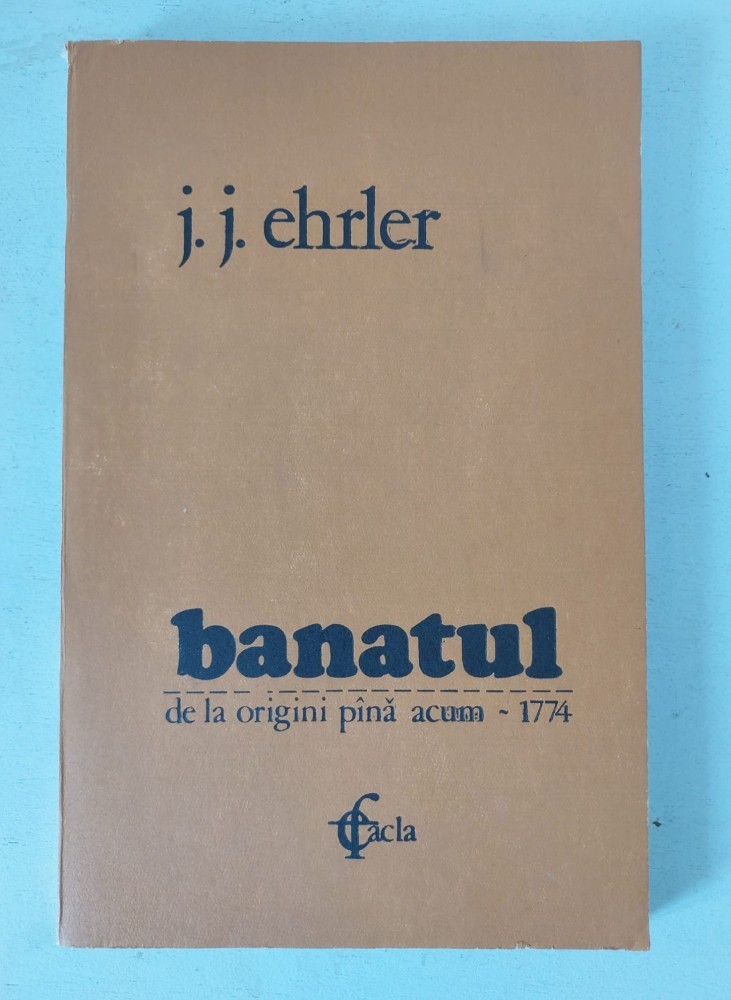 j. j. ehrler
banatul
de la origini pînă acum ~ 1774
facla